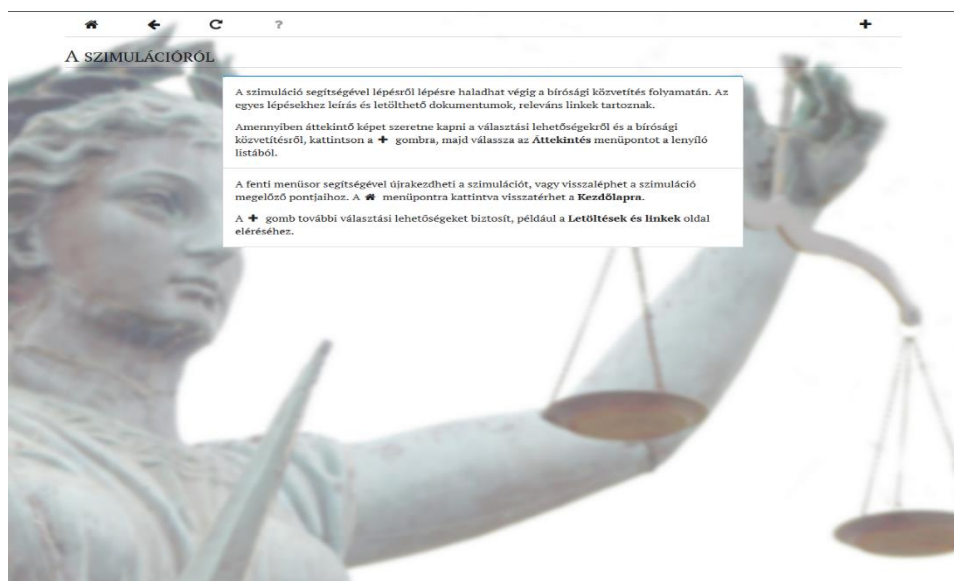 ?
A SZIMULÁCIÓRÓL
A szimuláció segítségével lépésről lépésre haladhat végig a bírósági közvetítés folyamatán. Az
egyes lépésekhez leírás és letölthető dokumentumok, releváns linkek tartoznak.
Amennyiben áttekintő képet szeretne kapni a választási lehetőségekről és a bírósági
közvetítésről, kattintson a + gombra, majd válassza az Áttekintés menüpontot a lenyíló
listából.
A fenti menüsor segítségével újrakezdheti a szimulációt, vagy visszaléphet a szimuláció
megelőző pontjaihoz. A menüpontra kattintva visszatérhet a Kezdőlapra.
A + gomb további választási lehetőségeket biztosít, például a Letöltések és linkek oldal
eléréséhez.